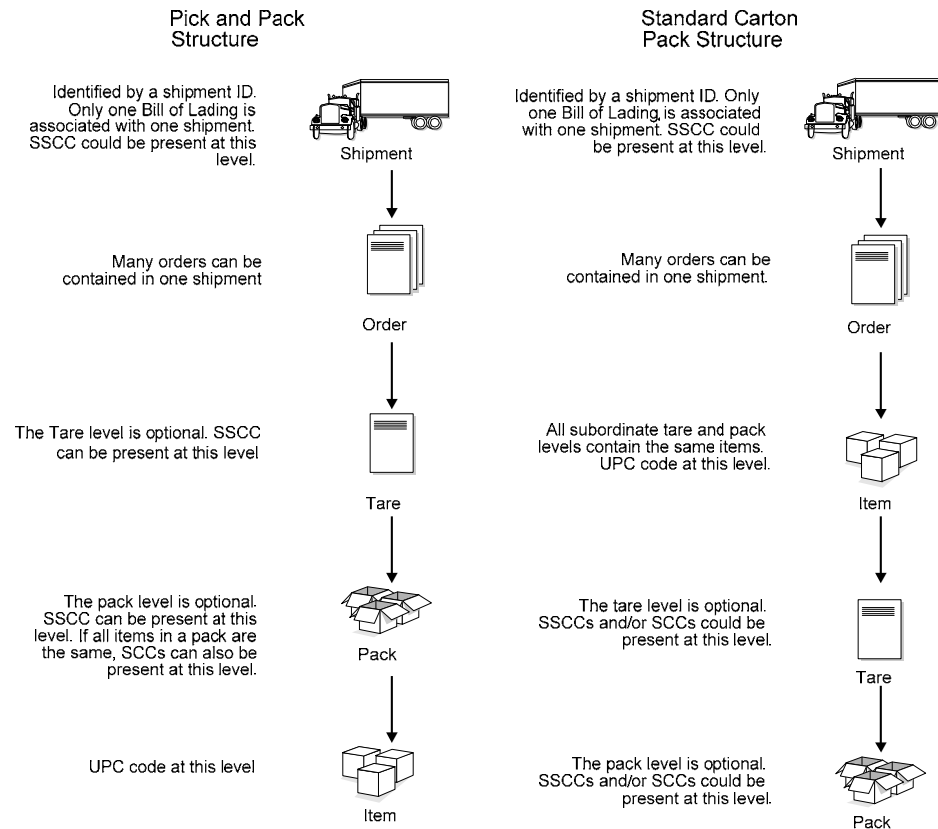 Pick and Pack
Structure
Identified by a shipment ID.
Only one Bill of Lading is
associated with one shipment.
SSCC could be present at this
level.
Shipment
Many orders can be
contained in one shipment
Order
The Tare level is optional. SSCC
can be present at this level
Tare
The pack level is optional.
SSCC can be present at this
level. If all items in a pack are
the same, SCCs can also be
present at this level.
Pack
UPC code at this level
Item
Standard Carton
Pack Structure
Identified by a shipment ID. Only
one Bill of Lading is associated
with one shipment. SSCC could
be present at this level.
Shipment
Many orders can be
contained in one shipment.
Order
All subordinate tare and pack
levels contain the same items.
UPC code at this level.
Item
The tare level is optional.
SSCCs and/or SCCs could be
present at this level.
Tare
The pack level is optional.
SSCCs and/or SCCs could be
present at this level.
Pack